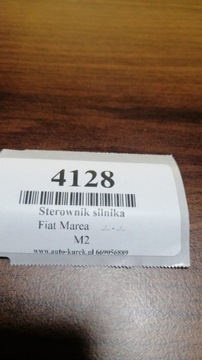 4128
Sterownik silnika
Fiat Marea
M2
www.auto-kurek.pl 669056889